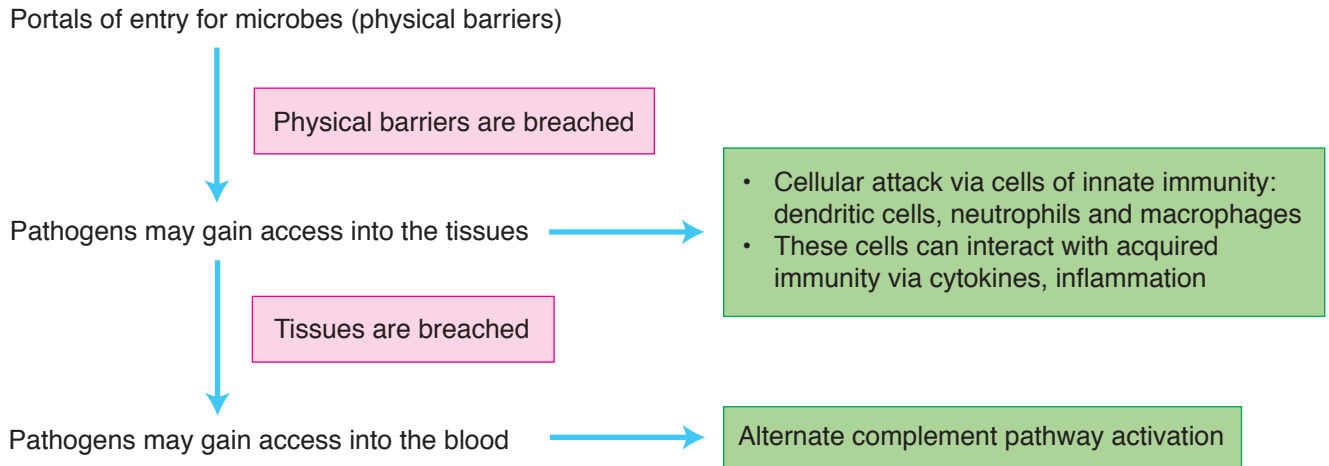 Portals of entry for microbes (physical barriers)
Physical barriers are breached
• Cellular attack via cells of innate immunity:
dendritic cells, neutrophils and macrophages
• These cells can interact with acquired
immunity via cytokines, inflammation
Pathogens may gain access into the tissues
Tissues are breached
Pathogens may gain access into the blood
Alternate complement pathway activation